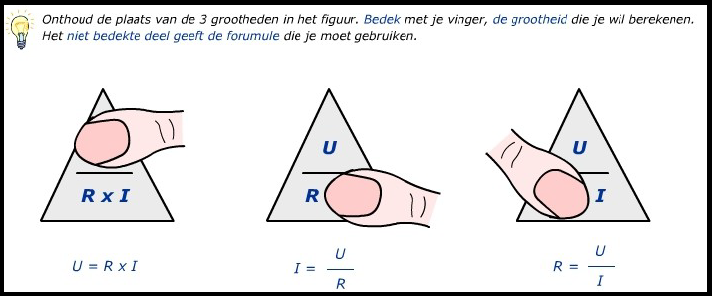 Onthoud de plaats van de 3 grootheden in het figuur. Bedek met je vinger, de grootheid die je wil berekenen.
Het niet bedekte deel geeft de forumule die je moet gebruiken.
R x I
U
R
U
I
U = R x I
I = U
R
R = U
I